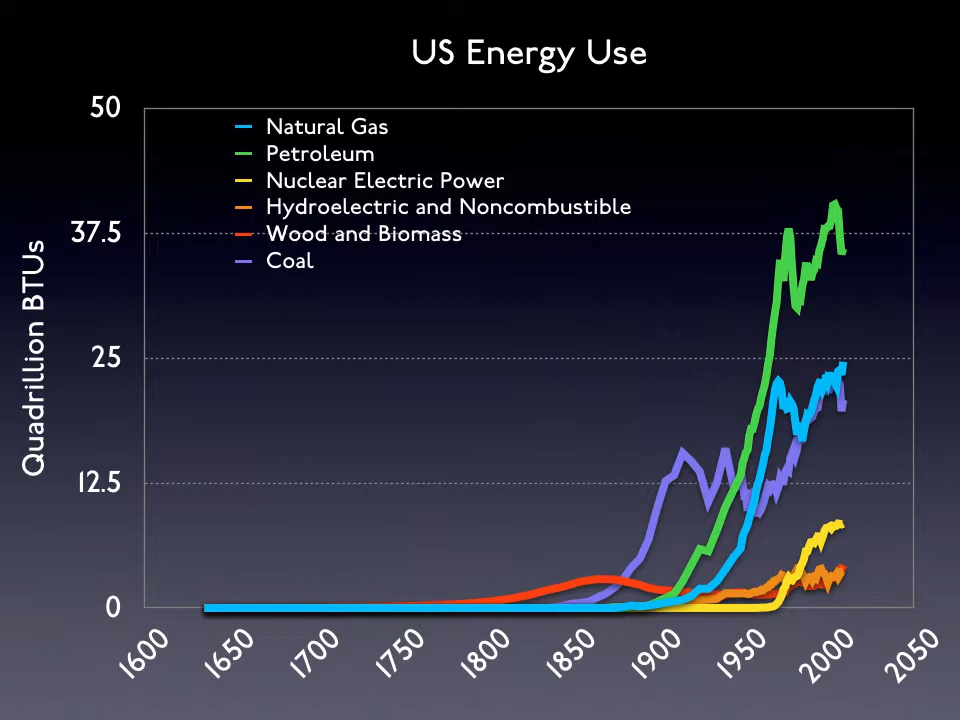 US Energy Use
50
37.5
25
12.5
0
Quadrillion BTUs
Natural Gas
Petroleum
Nuclear Electric Power
Hydroelectric and Noncombustible
Wood and Biomass
Coal
1600
1650
1700
1750
1800
1850
1900
1950
2000
2050